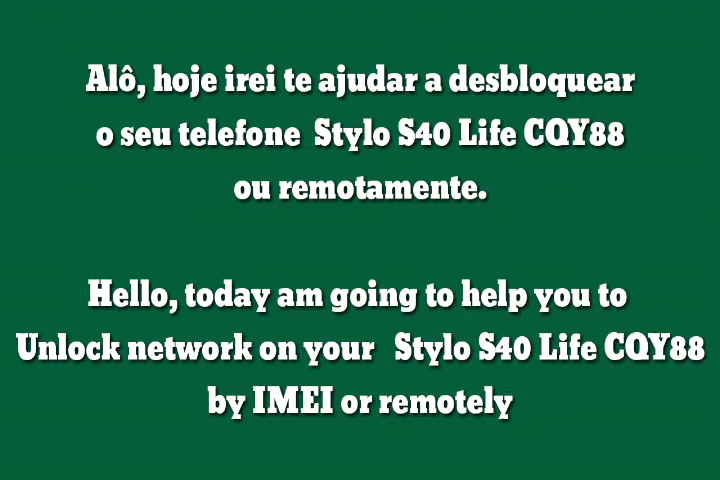 Alô, hoje irei te ajudar a desbloquear
o seu telefone Stylo S40 Life CQY88
ou remotamente.
Hello, today am going to help you to
Unlock network on your Stylo S40 Life CQY88
by IMEI or remotely